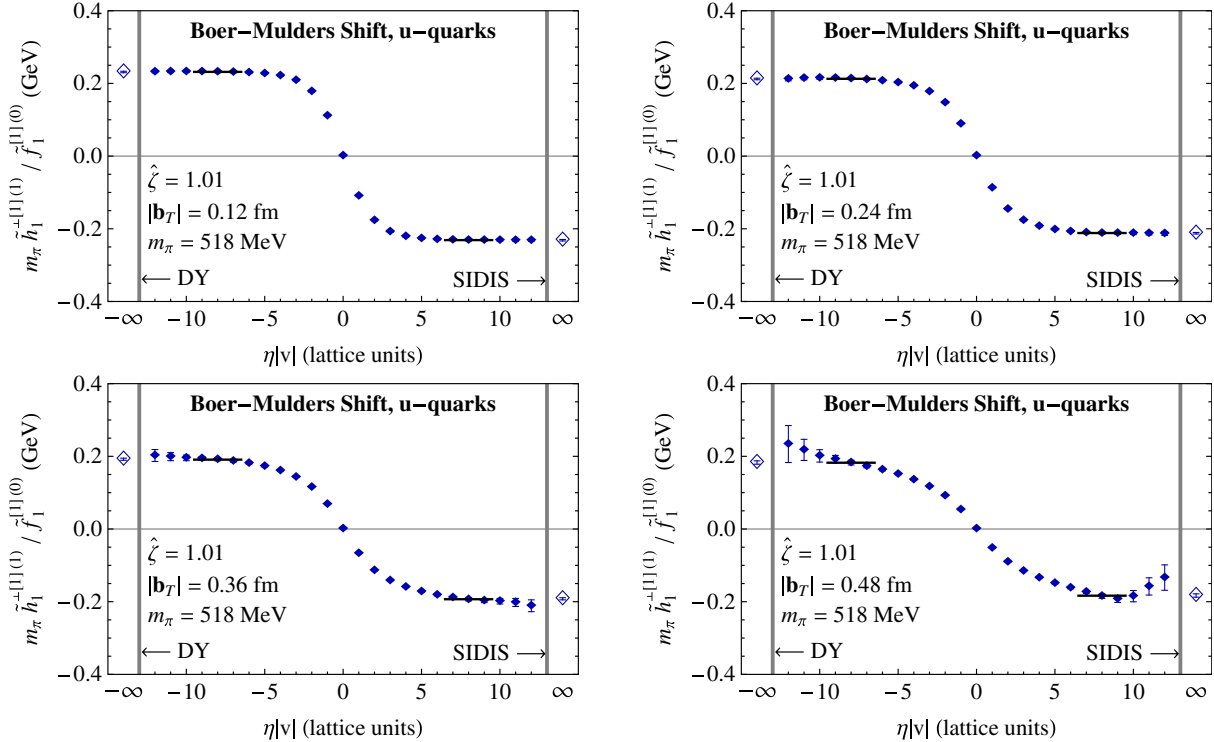 Boer−Mulders Shift, u−quarks
m_π h̃_1^{⊥[1](1)} / f̃_1^{[1](0)} (GeV)
0.4
0.2
0.0
−0.2
−0.4
ζ̂ = 1.01
|b_T| = 0.12 fm
m_π = 518 MeV
← DY
SIDIS →
−∞ −10 −5 0 5 10 ∞
η|v| (lattice units)
Boer−Mulders Shift, u−quarks
m_π h̃_1^{⊥[1](1)} / f̃_1^{[1](0)} (GeV)
0.4
0.2
0.0
−0.2
−0.4
ζ̂ = 1.01
|b_T| = 0.24 fm
m_π = 518 MeV
← DY
SIDIS →
−∞ −10 −5 0 5 10 ∞
η|v| (lattice units)
Boer−Mulders Shift, u−quarks
m_π h̃_1^{⊥[1](1)} / f̃_1^{[1](0)} (GeV)
0.4
0.2
0.0
−0.2
−0.4
ζ̂ = 1.01
|b_T| = 0.36 fm
m_π = 518 MeV
← DY
SIDIS →
−∞ −10 −5 0 5 10 ∞
η|v| (lattice units)
Boer−Mulders Shift, u−quarks
m_π h̃_1^{⊥[1](1)} / f̃_1^{[1](0)} (GeV)
0.4
0.2
0.0
−0.2
−0.4
ζ̂ = 1.01
|b_T| = 0.48 fm
m_π = 518 MeV
← DY
SIDIS →
−∞ −10 −5 0 5 10 ∞
η|v| (lattice units)